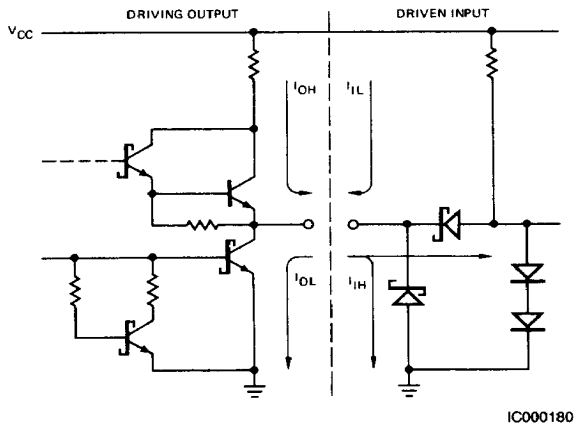 DRIVING OUTPUT
DRIVEN INPUT
VCC
IOH
IIL
IOL
IIH
IC000180